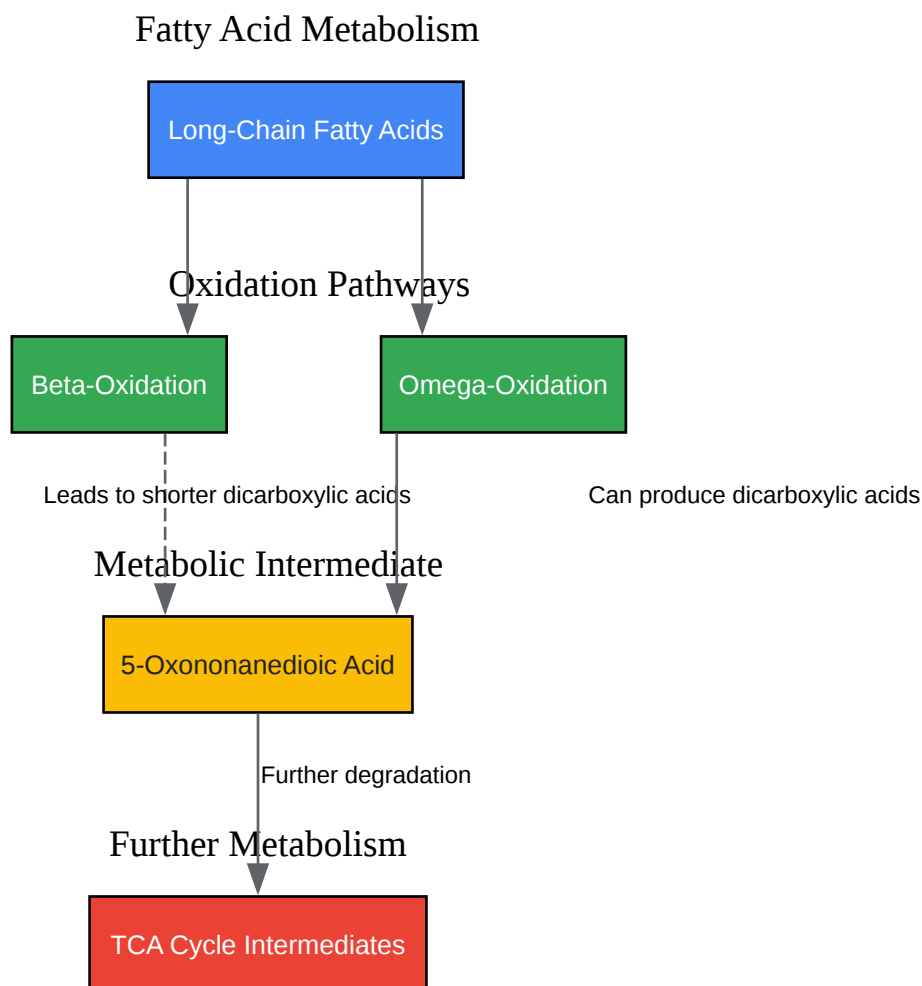 Fatty Acid Metabolism
Long-Chain Fatty Acids
Oxidation Pathways
Beta-Oxidation
Omega-Oxidation
Leads to shorter dicarboxylic acids
Can produce dicarboxylic acids
Metabolic Intermediate
5-Oxononanedioic Acid
Further degradation
Further Metabolism
TCA Cycle Intermediates